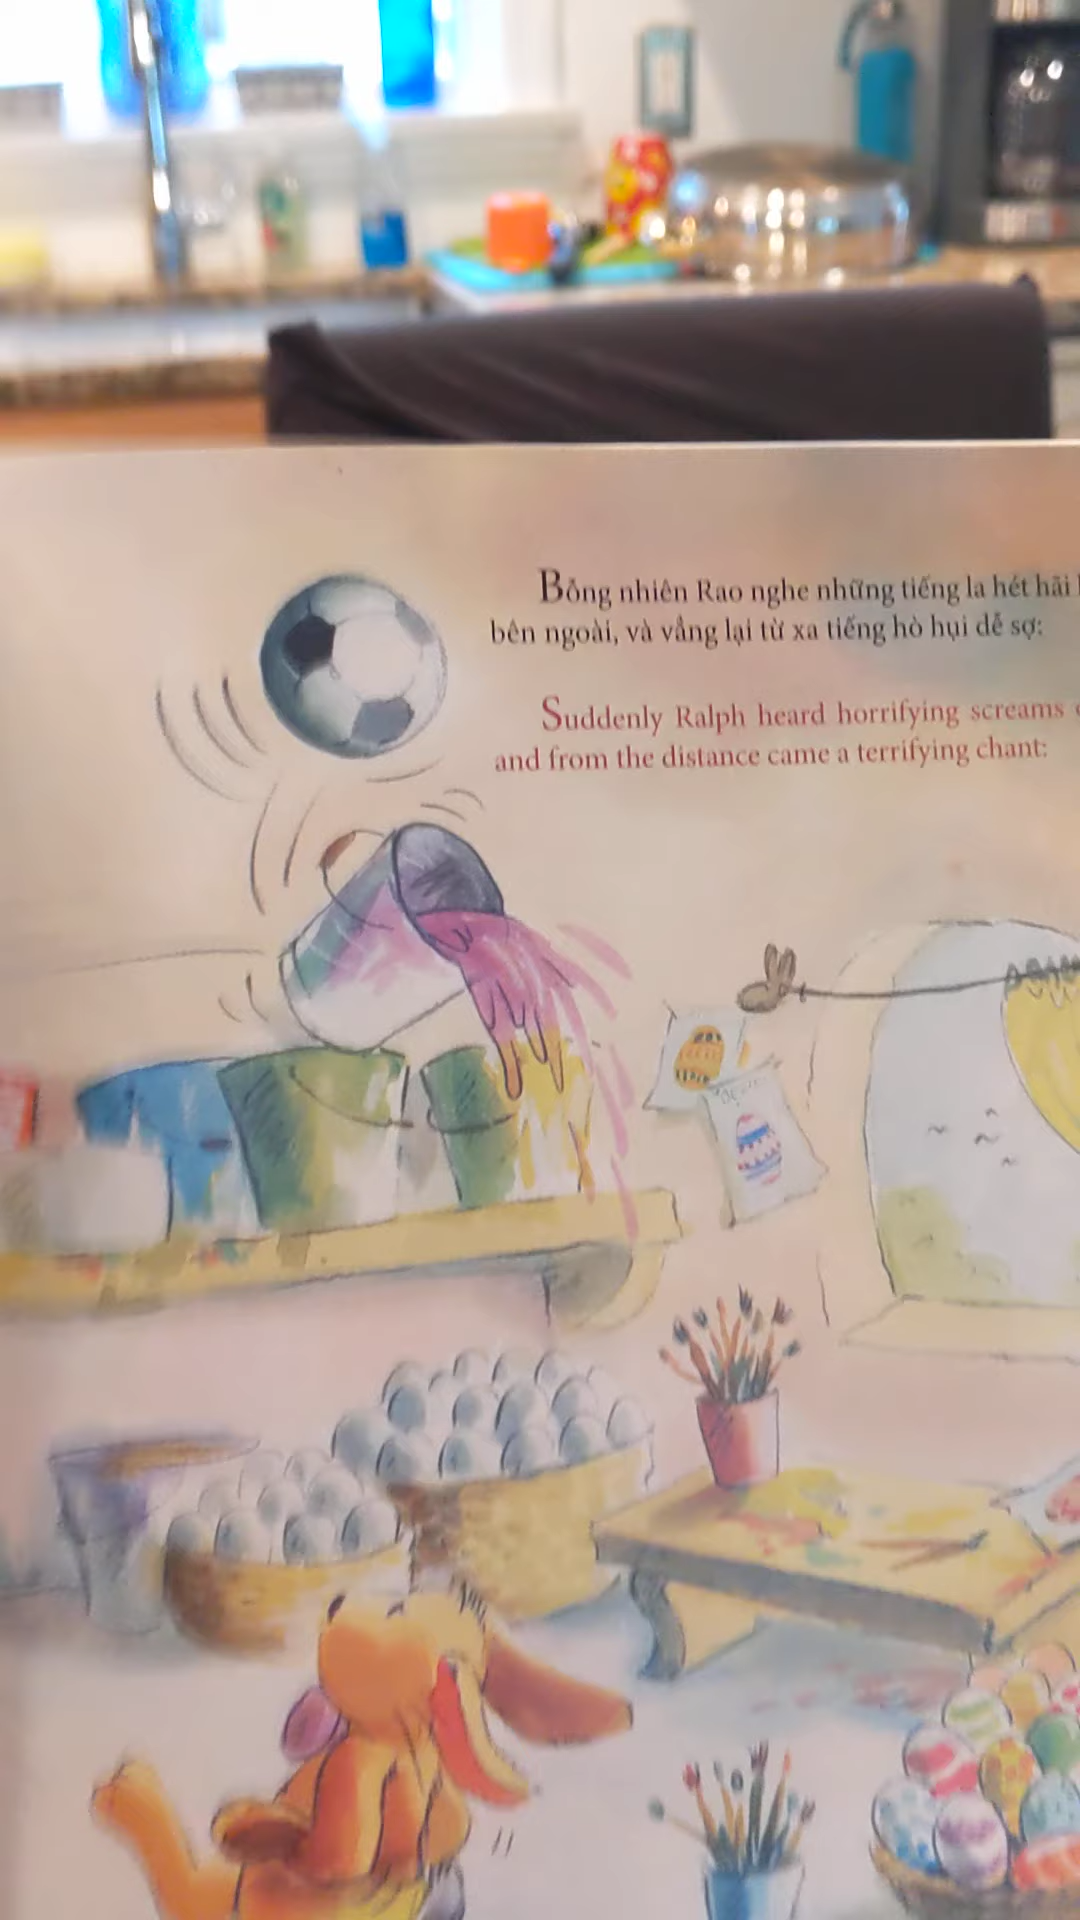 Bỗng nhiên Rao nghe những tiếng la hét hãi
bên ngoài, và vẳng lại từ xa tiếng hò hụi dễ sợ:
Suddenly Ralph heard horrifying screams
and from the distance came a terrifying chant: